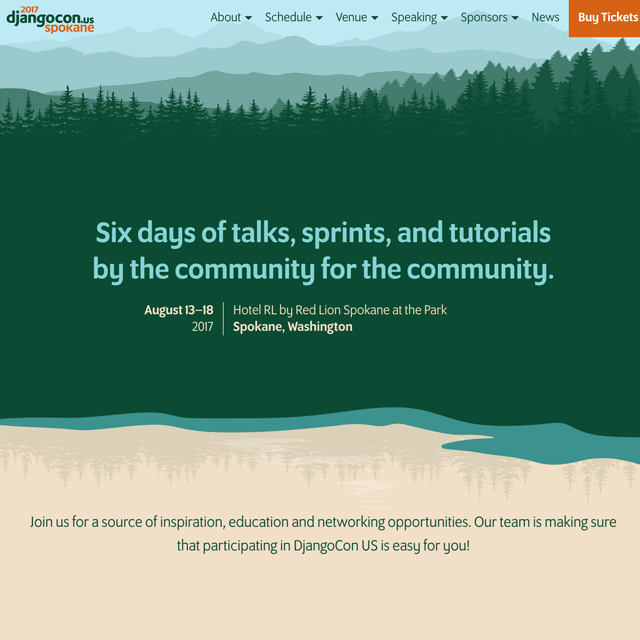 2017
djangocon.us
spokane
About Schedule Venue Speaking Sponsors News Buy Tickets
Six days of talks, sprints, and tutorials
by the community for the community.
August 13–18
2017
Hotel RL by Red Lion Spokane at the Park
Spokane, Washington
Join us for a source of inspiration, education and networking opportunities. Our team is making sure
that participating in DjangoCon US is easy for you!